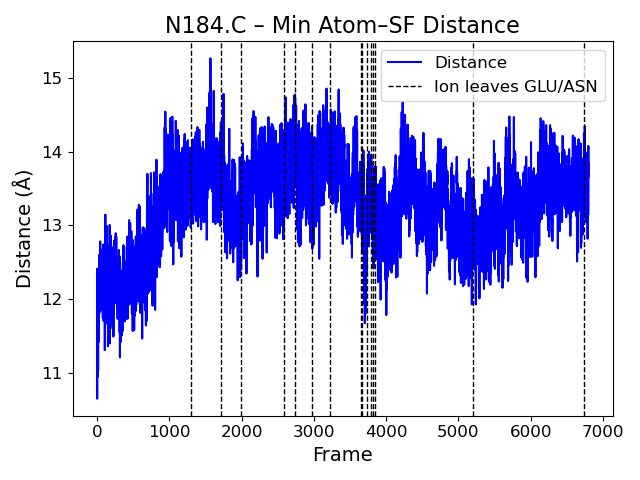 N184.C – Min Atom–SF Distance
Distance (Å)
15
14
13
12
11
Distance
Ion leaves GLU/ASN
0 1000 2000 3000 4000 5000 6000 7000
Frame